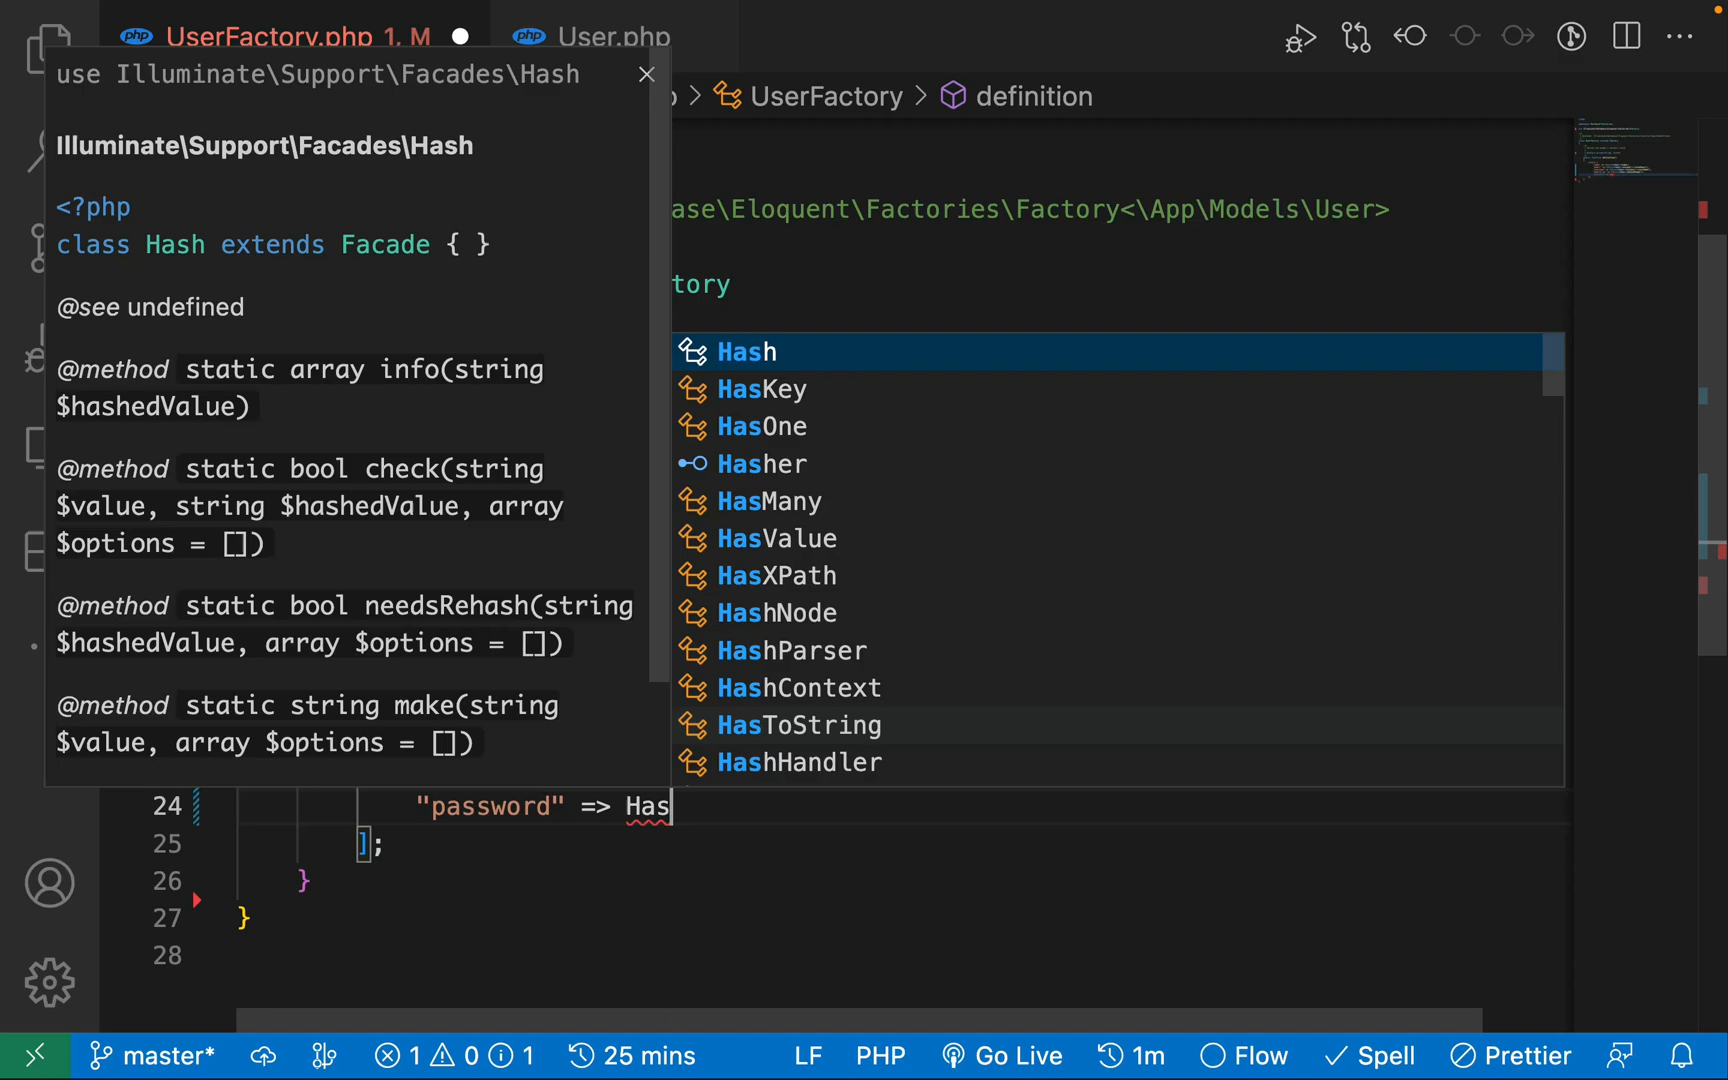 UserFactory.php 1, M
User.php
use Illuminate\Support\Facades\Hash
UserFactory > definition
Illuminate\Support\Facades\Hash
<?php
class Hash extends Facade { }
@see undefined
@method static array info(string
$hashedValue)
@method static bool check(string
$value, string $hashedValue, array
$options = [])
@method static bool needsRehash(string
$hashedValue, array $options = [])
@method static string make(string
$value, array $options = [])
ase\Eloquent\Factories\Factory<\App\Models\User>
tory
Hash
HasKey
HasOne
Hasher
HasMany
HasValue
HasXPath
HashNode
HashParser
HashContext
HasToString
HashHandler
24 "password" => Has
25 ];
26 }
27 }
28
master* 1 0 1 25 mins LF PHP Go Live 1m Flow Spell Prettier